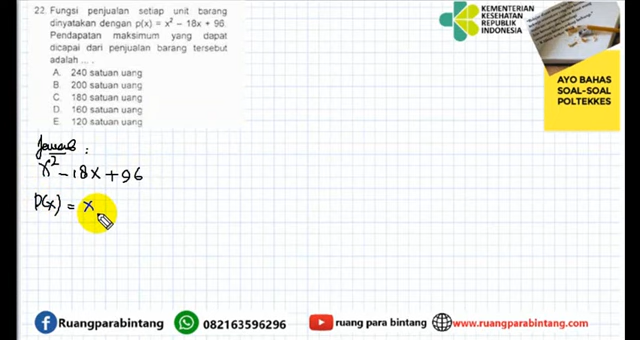 22. Fungsi penjualan setiap unit barang
dinyatakan dengan p(x) = x² – 18x + 96.
Pendapatan maksimum yang dapat
dicapai dari penjualan barang tersebut
adalah ... .
A. 240 satuan uang
B. 200 satuan uang
C. 180 satuan uang
D. 160 satuan uang
E. 120 satuan uang
KEMENTERIAN
KESEHATAN
REPUBLIK
INDONESIA
AYO BAHAS
SOAL-SOAL
POLTEKKES
Jawab :
x² – 18x + 96
P(x) = x
Ruangparabintang
082163596296
ruang para bintang
www.ruangparabintang.com